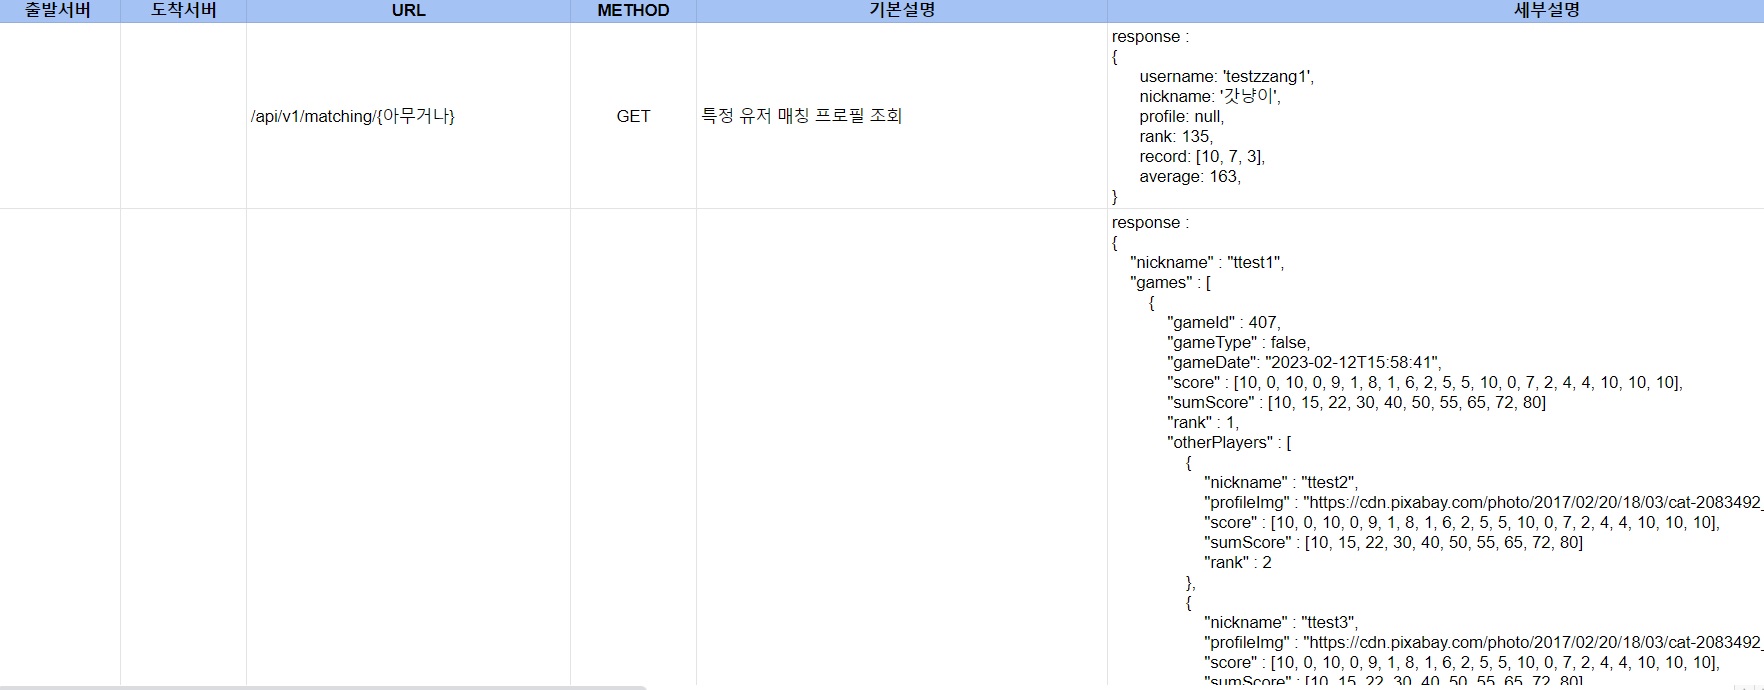 출발서버 도착서버 URL METHOD 기본설명 세부설명
/api/v1/matching/{아무거나} GET 특정 유저 매칭 프로필 조회
response :
{
username: 'testzzang1',
nickname: '갓냥이',
profile: null,
rank: 135,
record: [10, 7, 3],
average: 163,
}
response :
{
"nickname" : "ttest1",
"games" : [
{
"gameId" : 407,
"gameType" : false,
"gameDate": "2023-02-12T15:58:41",
"score" : [10, 0, 10, 0, 9, 1, 8, 1, 6, 2, 5, 5, 10, 0, 7, 2, 4, 4, 10, 10, 10],
"sumScore" : [10, 15, 22, 30, 40, 50, 55, 65, 72, 80]
"rank" : 1,
"otherPlayers" : [
{
"nickname" : "ttest2",
"profileImg" : "https://cdn.pixabay.com/photo/2017/02/20/18/03/cat-2083492_
"score" : [10, 0, 10, 0, 9, 1, 8, 1, 6, 2, 5, 5, 10, 0, 7, 2, 4, 4, 10, 10, 10],
"sumScore" : [10, 15, 22, 30, 40, 50, 55, 65, 72, 80]
"rank" : 2
},
{
"nickname" : "ttest3",
"profileImg" : "https://cdn.pixabay.com/photo/2017/02/20/18/03/cat-2083492_
"score" : [10, 0, 10, 0, 9, 1, 8, 1, 6, 2, 5, 5, 10, 0, 7, 2, 4, 4, 10, 10, 10],
"sumScore" : [10, 15, 22, 30, 40, 50, 55, 65, 72, 80]